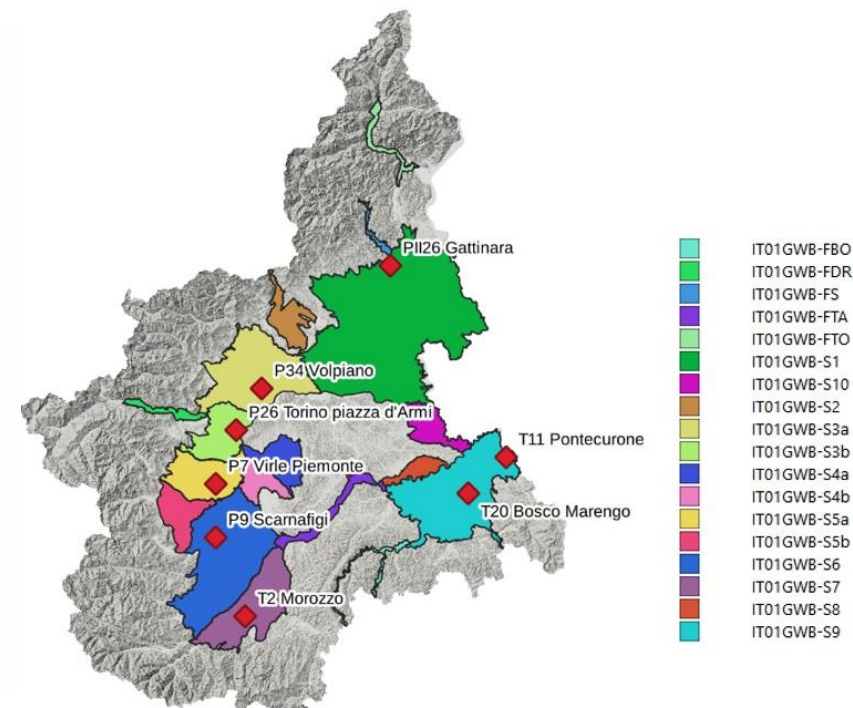 PII26 Gattinara
P34 Volpiano
P26 Torino piazza d'Armi
T11 Pontecurone
P7 Virle Piemonte
T20 Bosco Marengo
P9 Scarnafigi
T2 Morozzo
IT01GWB-FBO
IT01GWB-FDR
IT01GWB-FS
IT01GWB-FTA
IT01GWB-FTO
IT01GWB-S1
IT01GWB-S10
IT01GWB-S2
IT01GWB-S3a
IT01GWB-S3b
IT01GWB-S4a
IT01GWB-S4b
IT01GWB-S5a
IT01GWB-S5b
IT01GWB-S6
IT01GWB-S7
IT01GWB-S8
IT01GWB-S9